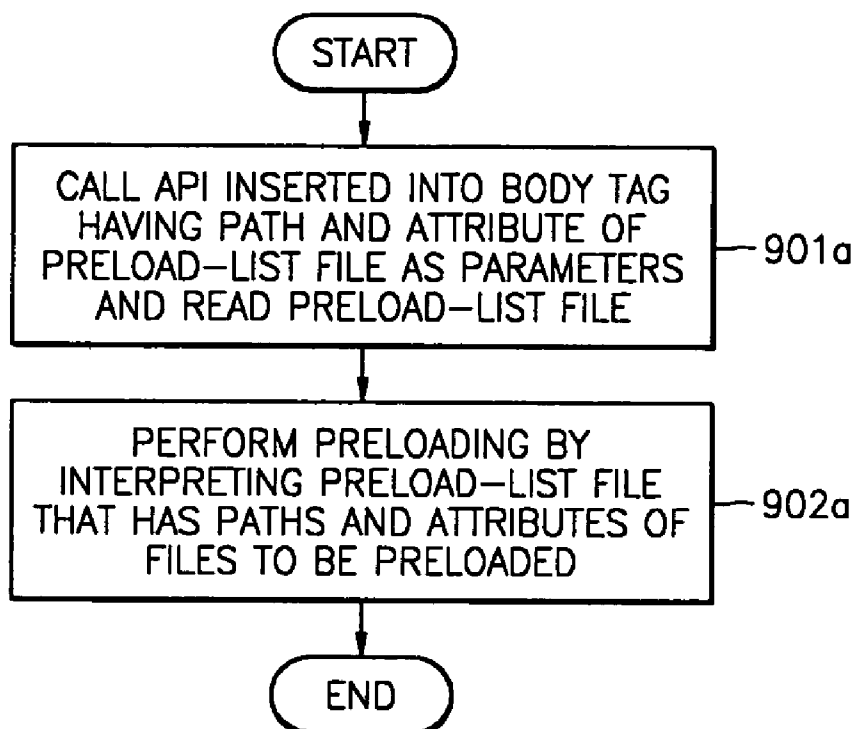 START
CALL API INSERTED INTO BODY TAG
HAVING PATH AND ATTRIBUTE OF
PRELOAD-LIST FILE AS PARAMETERS
AND READ PRELOAD-LIST FILE
901a
PERFORM PRELOADING BY
INTERPRETING PRELOAD-LIST FILE
THAT HAS PATHS AND ATTRIBUTES OF
FILES TO BE PRELOADED
902a
END